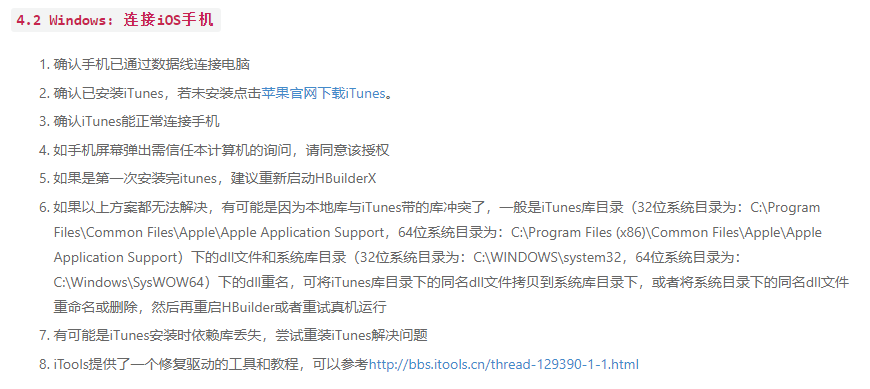 4.2 Windows: 连接iOS手机
1. 确认手机已通过数据线连接电脑
2. 确认已安装iTunes，若未安装点击苹果官网下载iTunes。
3. 确认iTunes能正常连接手机
4. 如手机屏幕弹出需信任本计算机的询问，请同意该授权
5. 如果是第一次安装完itunes，建议重新启动HBuilderX
6. 如果以上方案都无法解决，有可能是因为本地库与iTunes带的库冲突了，一般是iTunes库目录（32位系统目录为：C:\Program
Files\Common Files\Apple\Apple Application Support，64位系统目录为：C:\Program Files (x86)\Common Files\Apple\Apple
Application Support）下的dll文件和系统库目录（32位系统目录为：C:\WINDOWS\system32，64位系统目录为：
C:\Windows\SysWOW64）下的dll重名，可将iTunes库目录下的同名dll文件拷贝到系统库目录下，或者将系统目录下的同名dll文件
重命名或删除，然后再重启HBuilder或者重试真机运行
7. 有可能是iTunes安装时依赖库丢失，尝试重装iTunes解决问题
8. iTools提供了一个修复驱动的工具和教程，可以参考http://bbs.itools.cn/thread-129390-1-1.html